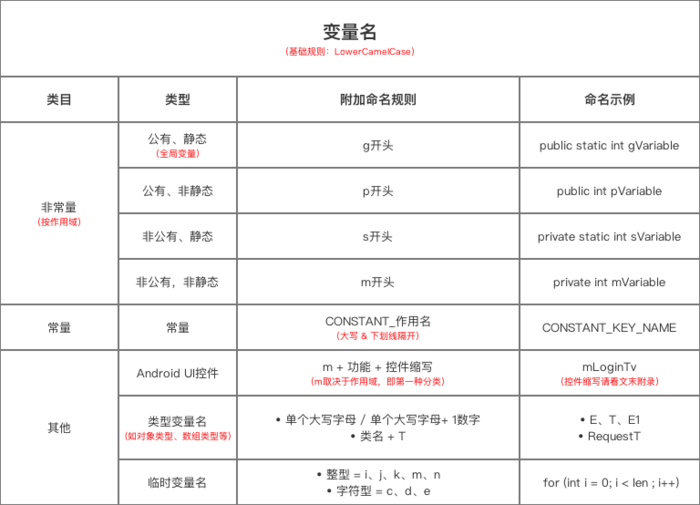 变量名
（基础规则：LowerCamelCase）
类目
类型
附加命名规则
命名示例
非常量
（按作用域）
公有、静态
（全局变量）
g开头
public static int gVariable
公有、非静态
p开头
public int pVariable
非公有、静态
s开头
private static int sVariable
非公有，非静态
m开头
private int mVariable
常量
常量
CONSTANT_作用名
（大写 & 下划线隔开）
CONSTANT_KEY_NAME
其他
Android UI控件
m + 功能 + 控件缩写
（m取决于作用域，即第一种分类）
mLoginTv
（控件缩写请看文末附录）
类型变量名
（如对象类型、数组类型等）
• 单个大写字母 / 单个大写字母+ 1数字
• 类名 + T
• E、T、E1
• RequestT
临时变量名
• 整型 = i、j、k、m、n
• 字符型 = c、d、e
for (int i = 0; i < len ; i++)